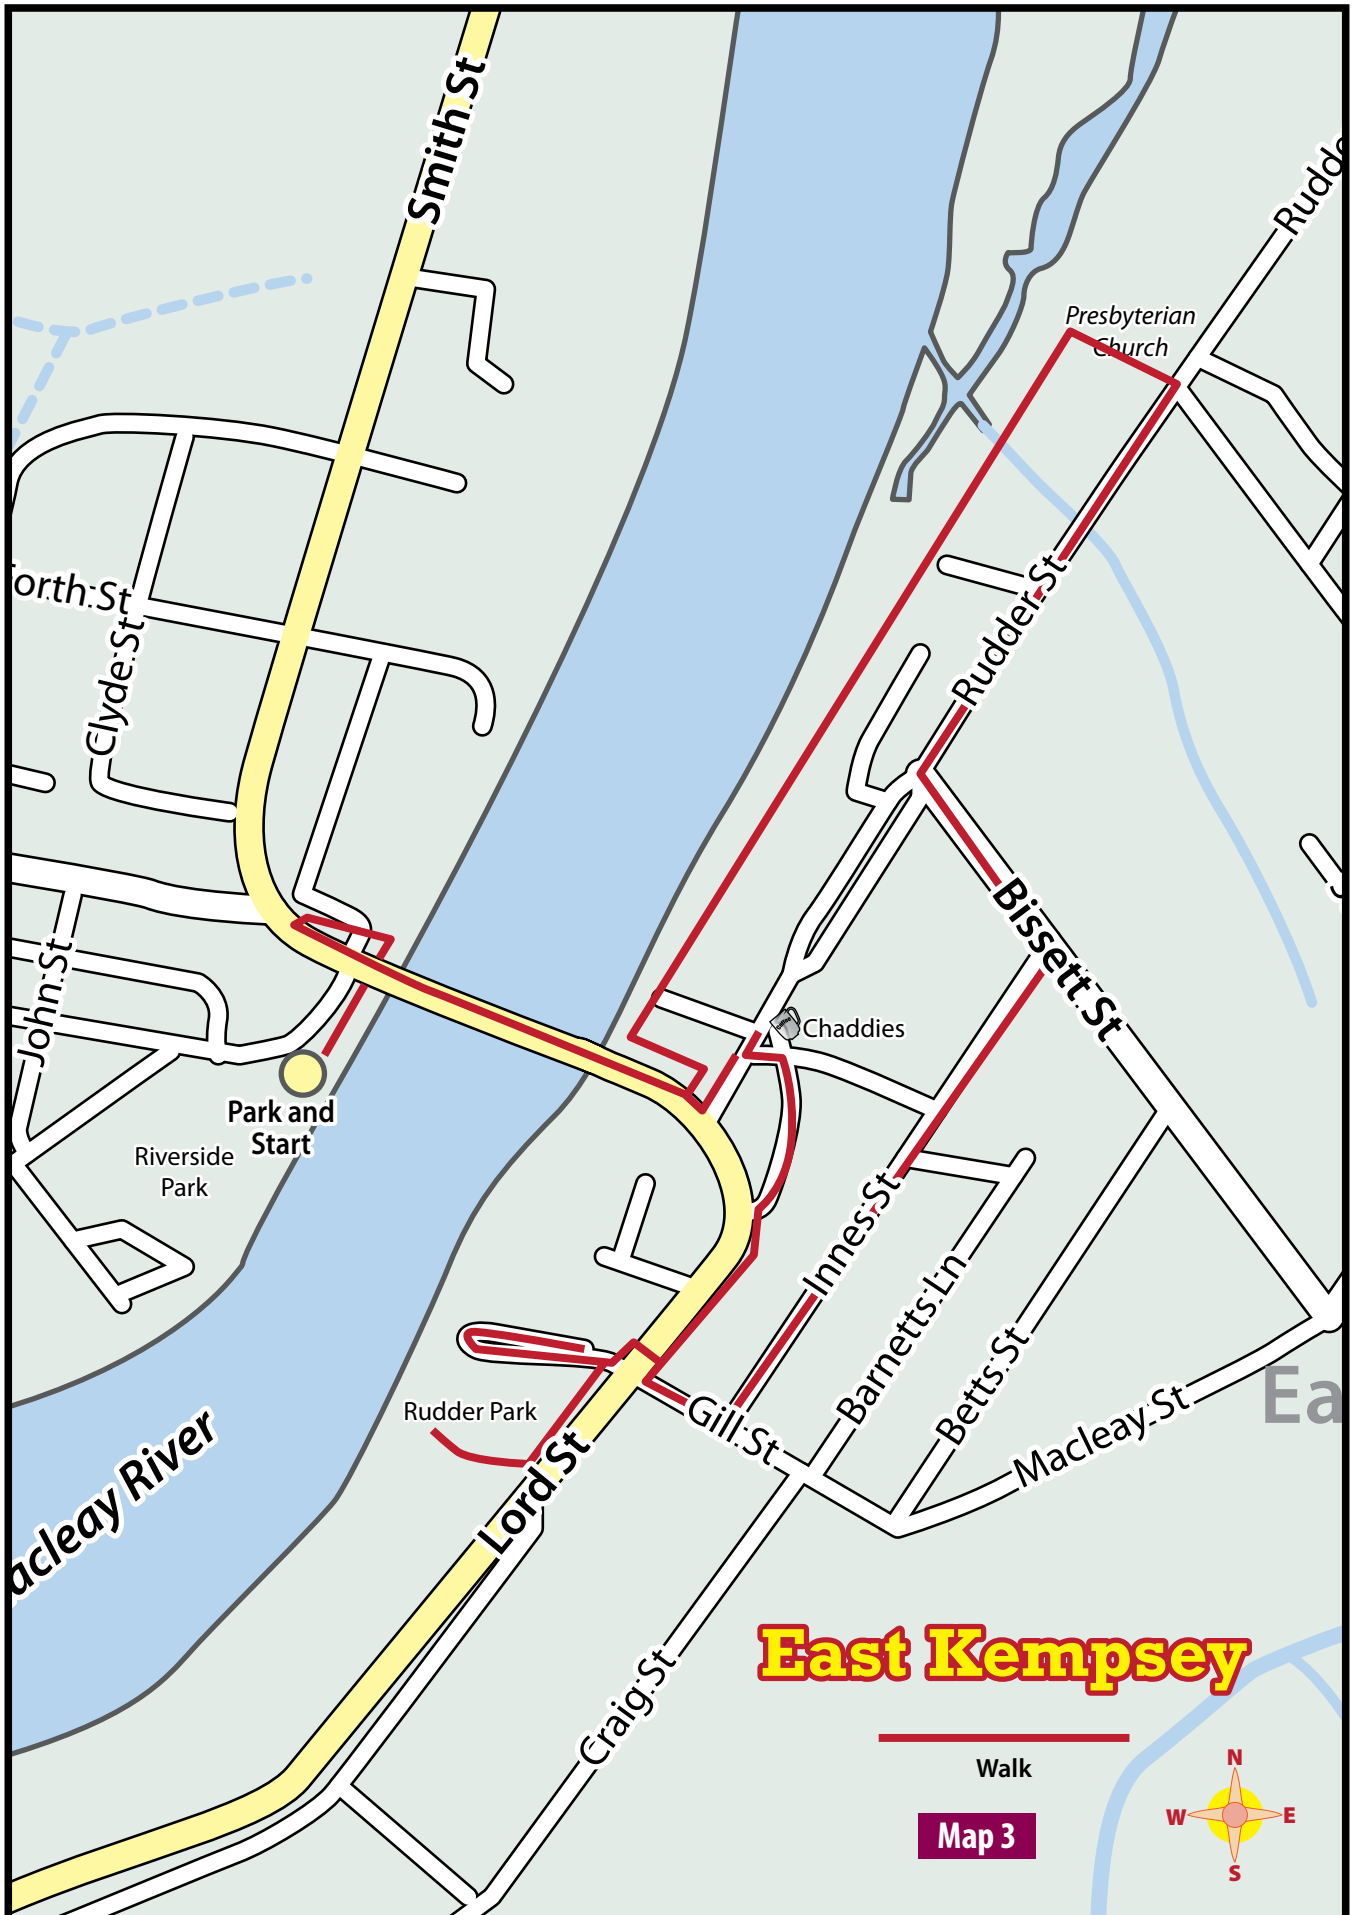 Smith St
Rudde
Presbyterian
Church
orth St
Clyde St
Rudder St
Bissett St
John St
Chaddies
Park and
Start
Riverside
Park
Innes St
Barnetts Ln
Betts St
Rudder Park
Gill St
Macleay St
Ea
Lord St
acleay River
Craig St
East Kempsey
Walk
Map 3
N
W
E
S